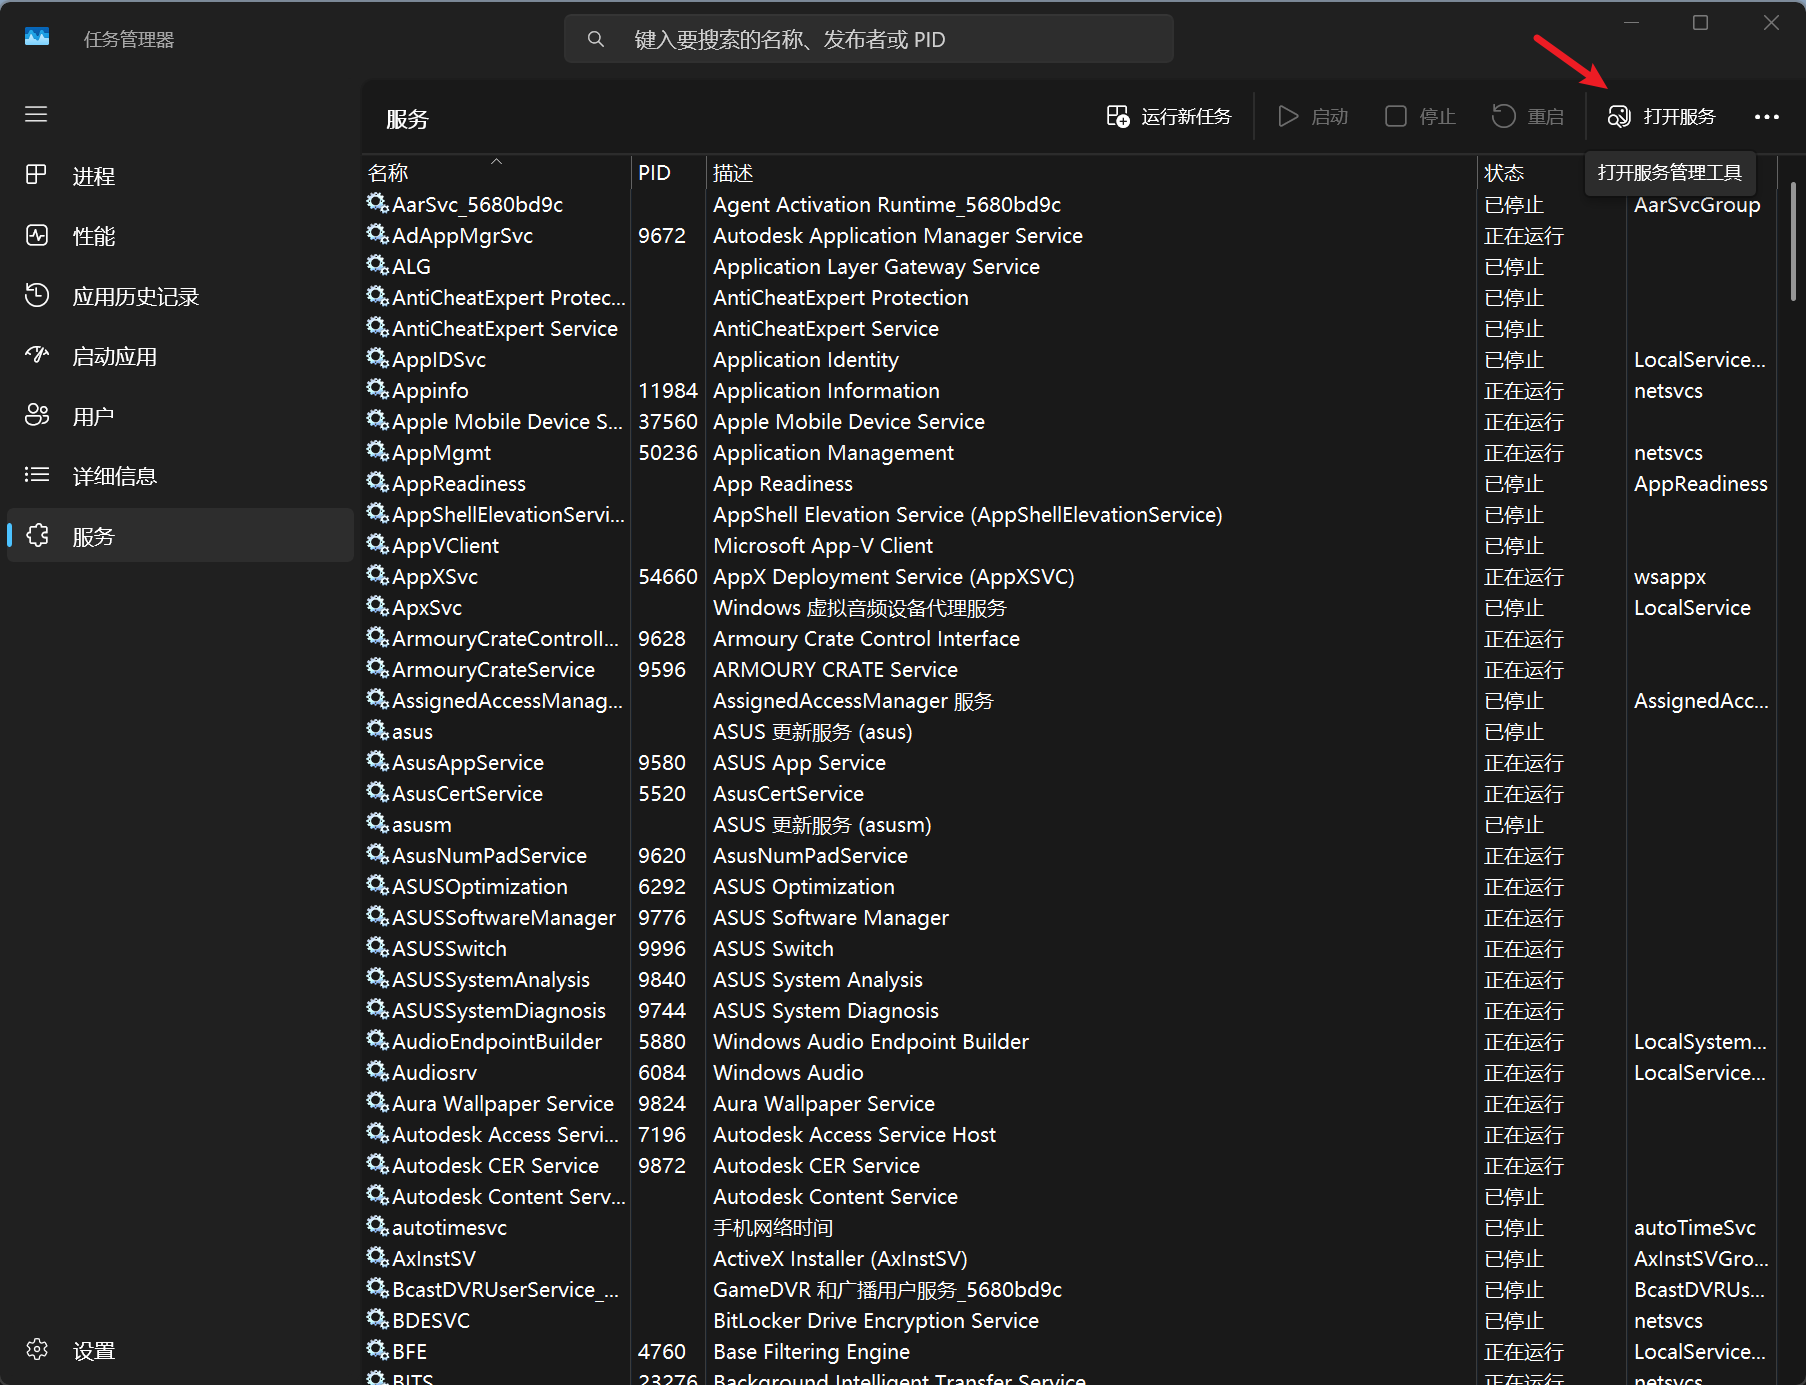 任务管理器
键入要搜索的名称、发布者或 PID
服务
运行新任务
启动
停止
重启
打开服务
打开服务管理工具
进程
性能
应用历史记录
启动应用
用户
详细信息
服务
设置
名称 PID 描述 状态
AarSvc_5680bd9c Agent Activation Runtime_5680bd9c 已停止 AarSvcGroup
AdAppMgrSvc 9672 Autodesk Application Manager Service 正在运行
ALG Application Layer Gateway Service 已停止
AntiCheatExpert Protec... AntiCheatExpert Protection 已停止
AntiCheatExpert Service AntiCheatExpert Service 已停止
AppIDSvc Application Identity 已停止 LocalService...
Appinfo 11984 Application Information 正在运行 netsvcs
Apple Mobile Device S... 37560 Apple Mobile Device Service 正在运行
AppMgmt 50236 Application Management 正在运行 netsvcs
AppReadiness App Readiness 已停止 AppReadiness
AppShellElevationServi... AppShell Elevation Service (AppShellElevationService) 已停止
AppVClient Microsoft App-V Client 已停止
AppXSvc 54660 AppX Deployment Service (AppXSVC) 正在运行 wsappx
ApxSvc Windows 虚拟音频设备代理服务 已停止 LocalService
ArmouryCrateControlI... 9628 Armoury Crate Control Interface 正在运行
ArmouryCrateService 9596 ARMOURY CRATE Service 正在运行
AssignedAccessManag... AssignedAccessManager 服务 已停止 AssignedAcc...
asus ASUS 更新服务 (asus) 已停止
AsusAppService 9580 ASUS App Service 正在运行
AsusCertService 5520 AsusCertService 正在运行
asusm ASUS 更新服务 (asusm) 已停止
AsusNumPadService 9620 AsusNumPadService 正在运行
ASUSOptimization 6292 ASUS Optimization 正在运行
ASUSSoftwareManager 9776 ASUS Software Manager 正在运行
ASUSSwitch 9996 ASUS Switch 正在运行
ASUSSystemAnalysis 9840 ASUS System Analysis 正在运行
ASUSSystemDiagnosis 9744 ASUS System Diagnosis 正在运行
AudioEndpointBuilder 5880 Windows Audio Endpoint Builder 正在运行 LocalSystem...
Audiosrv 6084 Windows Audio 正在运行 LocalService...
Aura Wallpaper Service 9824 Aura Wallpaper Service 正在运行
Autodesk Access Servi... 7196 Autodesk Access Service Host 正在运行
Autodesk CER Service 9872 Autodesk CER Service 正在运行
Autodesk Content Serv... Autodesk Content Service 已停止
autotimesvc 手机网络时间 已停止 autoTimeSvc
AxInstSV ActiveX Installer (AxInstSV) 已停止 AxInstSVGro...
BcastDVRUserService_... GameDVR 和广播用户服务_5680bd9c 已停止 BcastDVRUs...
BDESVC BitLocker Drive Encryption Service 已停止 netsvcs
BFE 4760 Base Filtering Engine 正在运行 LocalService...
BITS 23276 Background Intelligent Transfer Service 正在运行 netsvcs